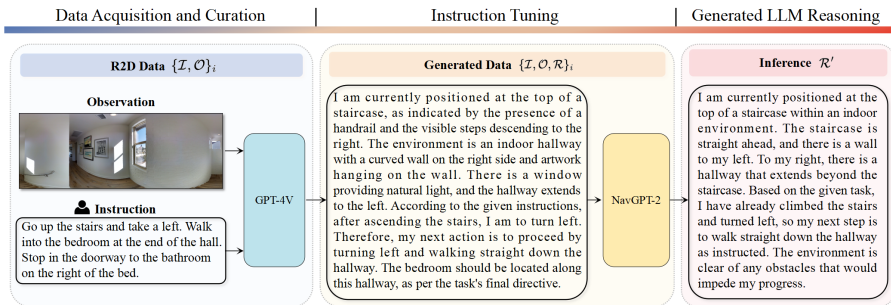 Data Acquisition and Curation
Instruction Tuning
Generated LLM Reasoning
R2D Data {I, O}i
Observation
Instruction
Go up the stairs and take a left. Walk
into the bedroom at the end of the hall.
Stop in the doorway to the bathroom
on the right of the bed.
GPT-4V
Generated Data {I, O, R}i
I am currently positioned at the top of a
staircase, as indicated by the presence of a
handrail and the visible steps descending to the
right. The environment is an indoor hallway
with a curved wall on the right side and artwork
hanging on the wall. There is a window
providing natural light, and the hallway extends
to the left. According to the given instructions,
after ascending the stairs, I am to turn left.
Therefore, my next action is to proceed by
turning left and walking straight down the
hallway. The bedroom should be located along
this hallway, as per the task's final directive.
NavGPT-2
Inference R'
I am currently positioned at the
top of a staircase within an indoor
environment. The staircase is
straight ahead, and there is a wall
to my left. To my right, there is a
hallway that extends beyond the
staircase. Based on the given task,
I have already climbed the stairs
and turned left, so my next step is
to walk straight down the hallway
as instructed. The environment is
clear of any obstacles that would
impede my progress.